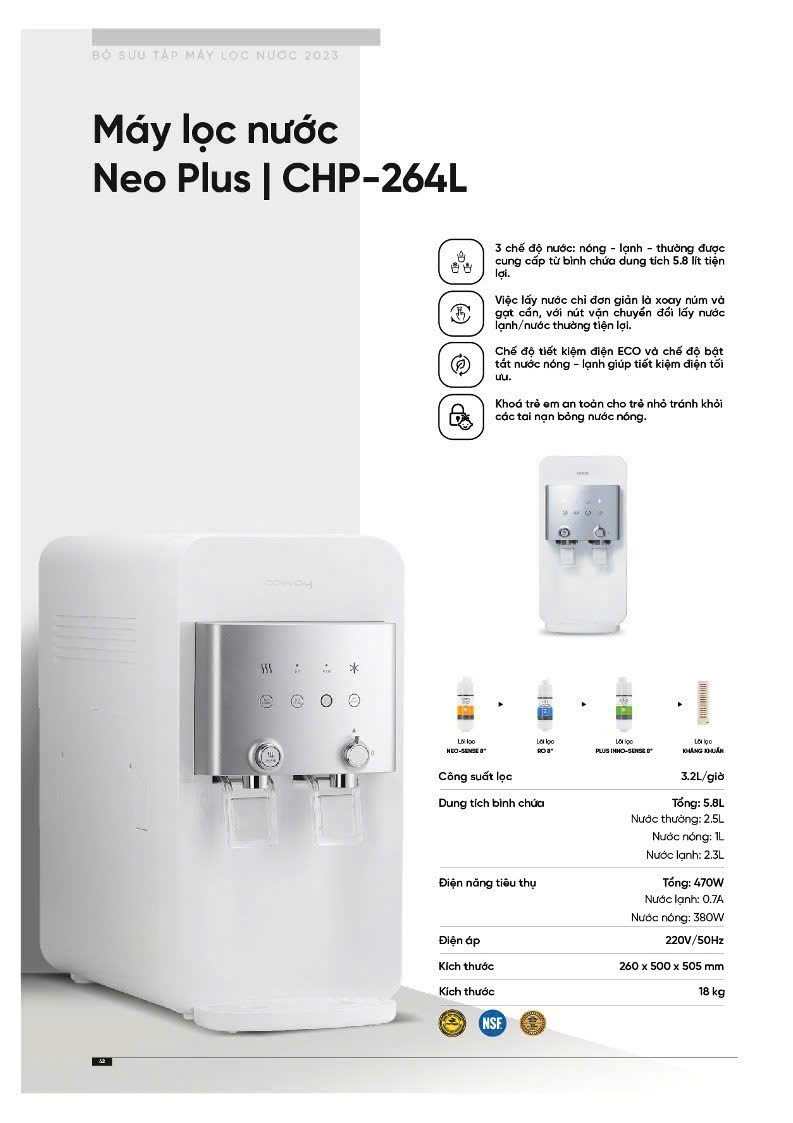 BỘ SƯU TẬP MÁY LỌC NƯỚC 2023
Máy lọc nước
Neo Plus | CHP-264L
3 chế độ nước: nóng - lạnh - thường được
cung cấp từ bình chứa dung tích 5.8 lít tiện
lợi.
Việc lấy nước chỉ đơn giản là xoay núm và
gạt cần, với nút vặn chuyển đổi lấy nước
lạnh/nước thường tiện lợi.
Chế độ tiết kiệm điện ECO và chế độ bật
tắt nước nóng - lạnh giúp tiết kiệm điện tối
ưu.
Khoá trẻ em an toàn cho trẻ nhỏ tránh khỏi
các tai nạn bỏng nước nóng.
coway
coway
Lõi lọc
NEO-SENSE 8"
Lõi lọc
RO 8"
Lõi lọc
PLUS INNO-SENSE 8"
Lõi lọc
KHÁNG KHUẨN
Công suất lọc 3.2L/giờ
Dung tích bình chứa Tổng: 5.8L
Nước thường: 2.5L
Nước nóng: 1L
Nước lạnh: 2.3L
Điện năng tiêu thụ Tổng: 470W
Nước lạnh: 0.7A
Nước nóng: 380W
Điện áp 220V/50Hz
Kích thước 260 x 500 x 505 mm
Kích thước 18 kg
NSF
42